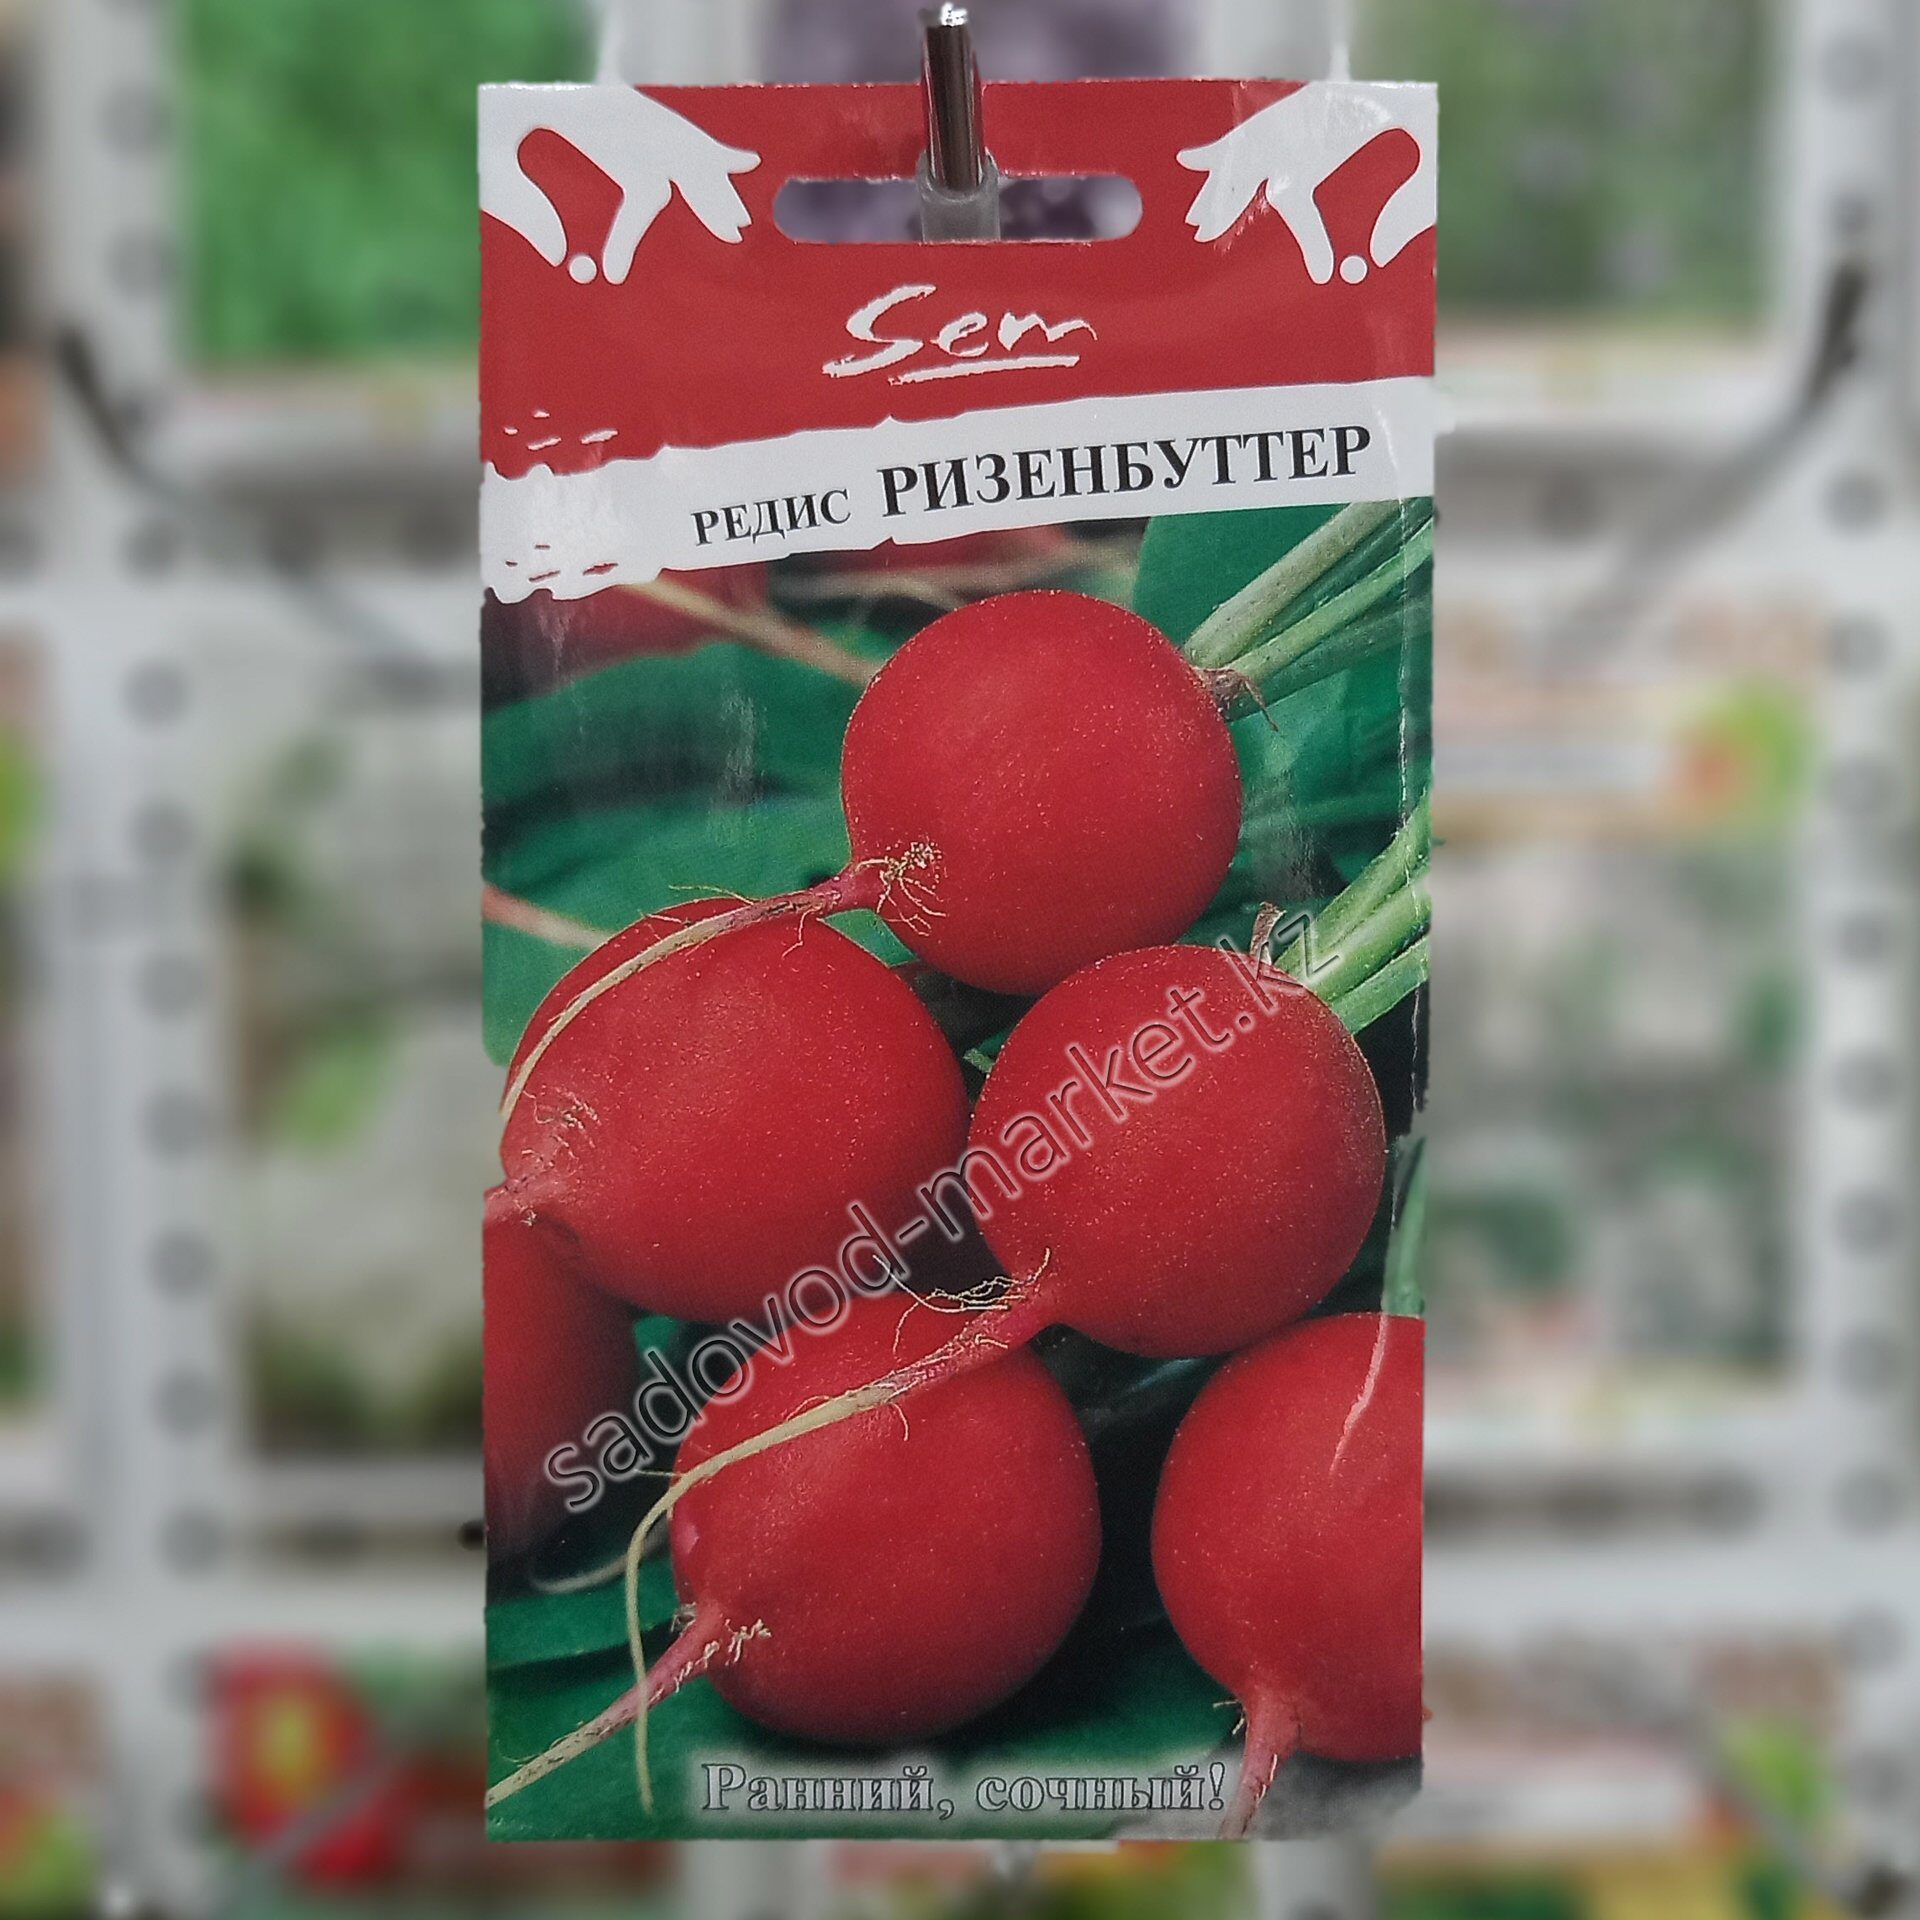 Sem
РЕДИС РИЗЕНБУТТЕР
sadovod-market.kz
Ранний, сочный!